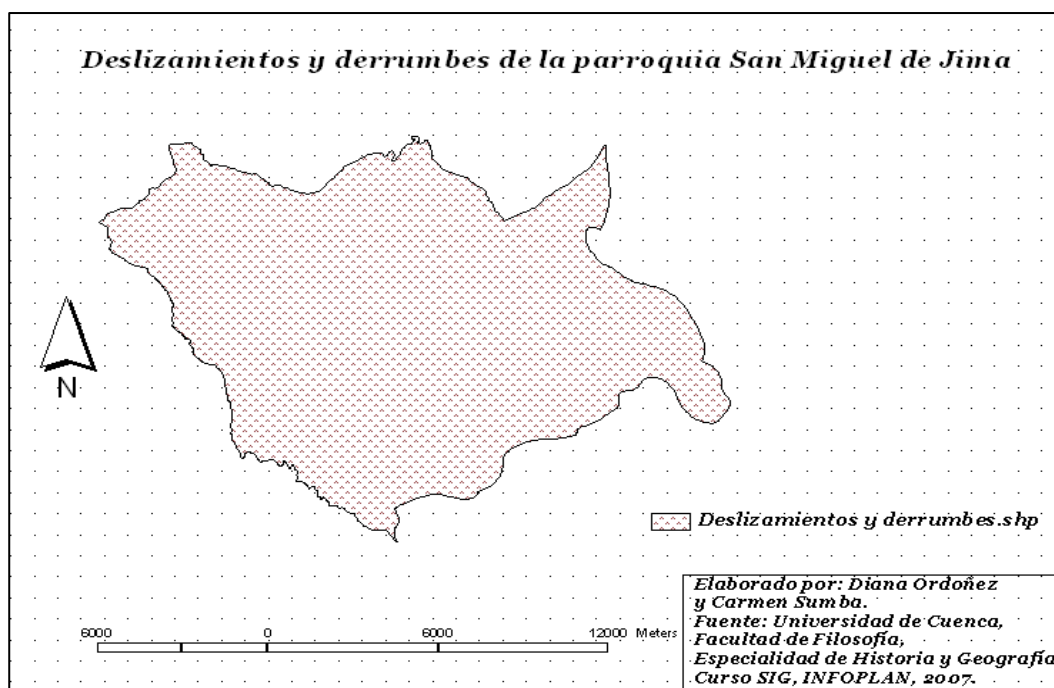 Deslizamientos y derrumbes de la parroquia San Miguel de Jima
N
Deslizamientos y derrumbes.shp
6000 0 6000 12000 Meters
Elaborado por: Diana Ordoñez
y Carmen Sumba.
Fuente: Universidad de Cuenca,
Facultad de Filosofía,
Especialidad de Historia y Geografía
Curso SIG, INFOPLAN, 2007.